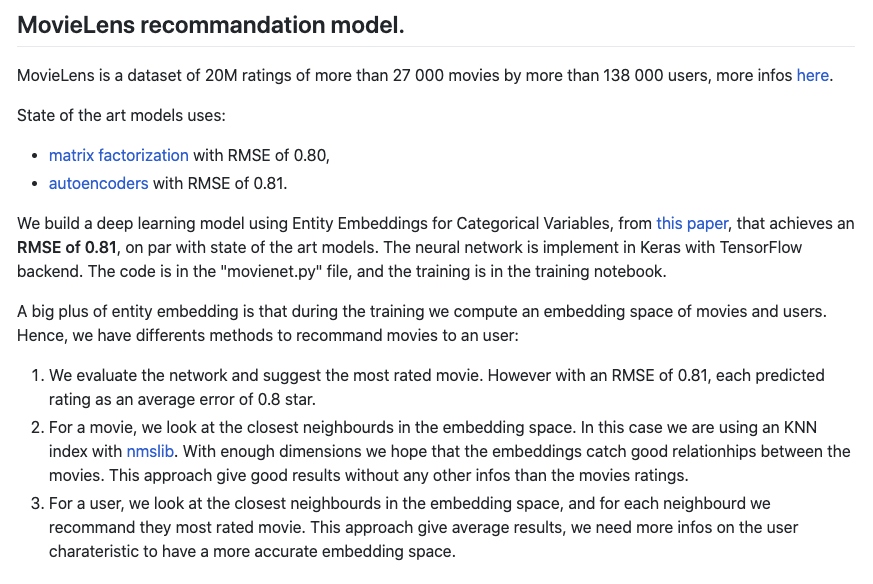 MovieLens recommandation model.
MovieLens is a dataset of 20M ratings of more than 27 000 movies by more than 138 000 users, more infos here.
State of the art models uses:
• matrix factorization with RMSE of 0.80,
• autoencoders with RMSE of 0.81.
We build a deep learning model using Entity Embeddings for Categorical Variables, from this paper, that achieves an
RMSE of 0.81, on par with state of the art models. The neural network is implement in Keras with TensorFlow
backend. The code is in the "movienet.py" file, and the training is in the training notebook.
A big plus of entity embedding is that during the training we compute an embedding space of movies and users.
Hence, we have differents methods to recommand movies to an user:
1. We evaluate the network and suggest the most rated movie. However with an RMSE of 0.81, each predicted
rating as an average error of 0.8 star.
2. For a movie, we look at the closest neighbourds in the embedding space. In this case we are using an KNN
index with nmslib. With enough dimensions we hope that the embeddings catch good relationhips between the
movies. This approach give good results without any other infos than the movies ratings.
3. For a user, we look at the closest neighbourds in the embedding space, and for each neighbourd we
recommand they most rated movie. This approach give average results, we need more infos on the user
charateristic to have a more accurate embedding space.